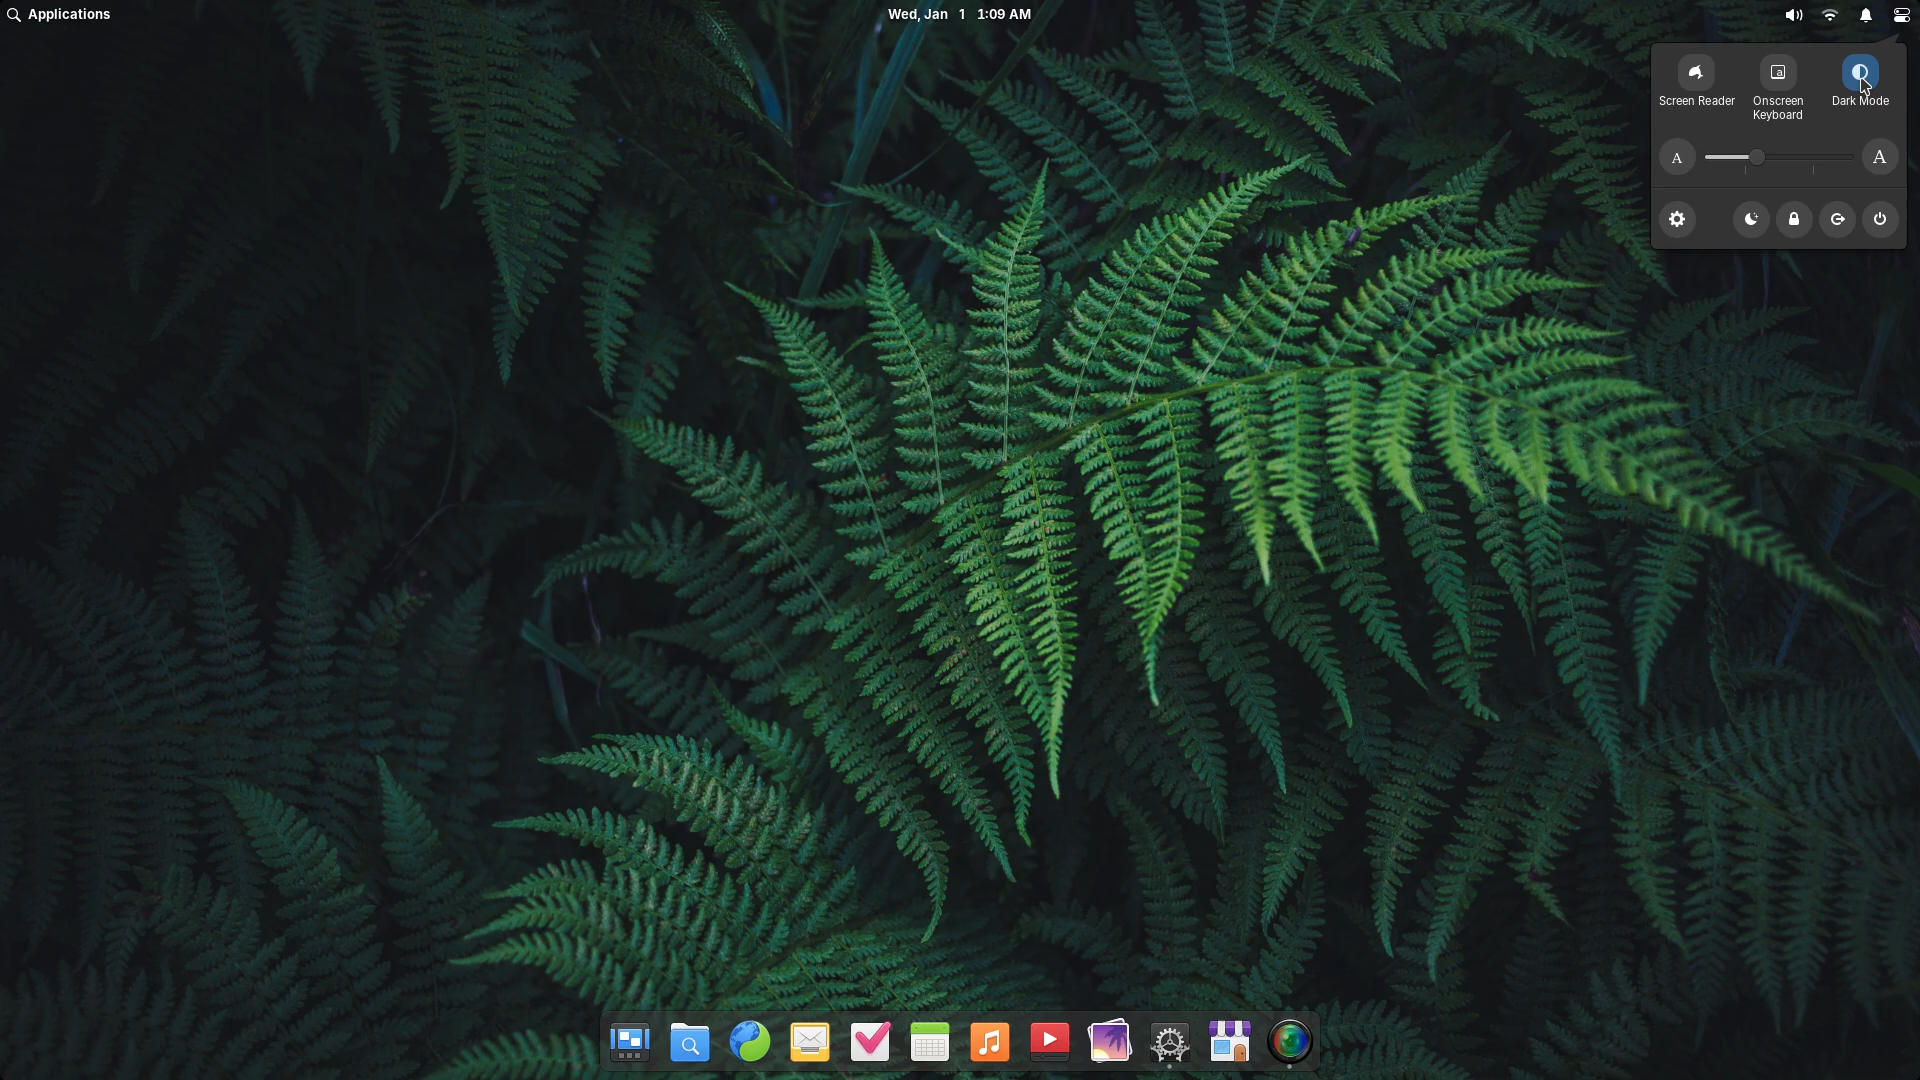 Applications
Wed, Jan 1 1:09 AM
Screen Reader
Onscreen Keyboard
Dark Mode
A
A